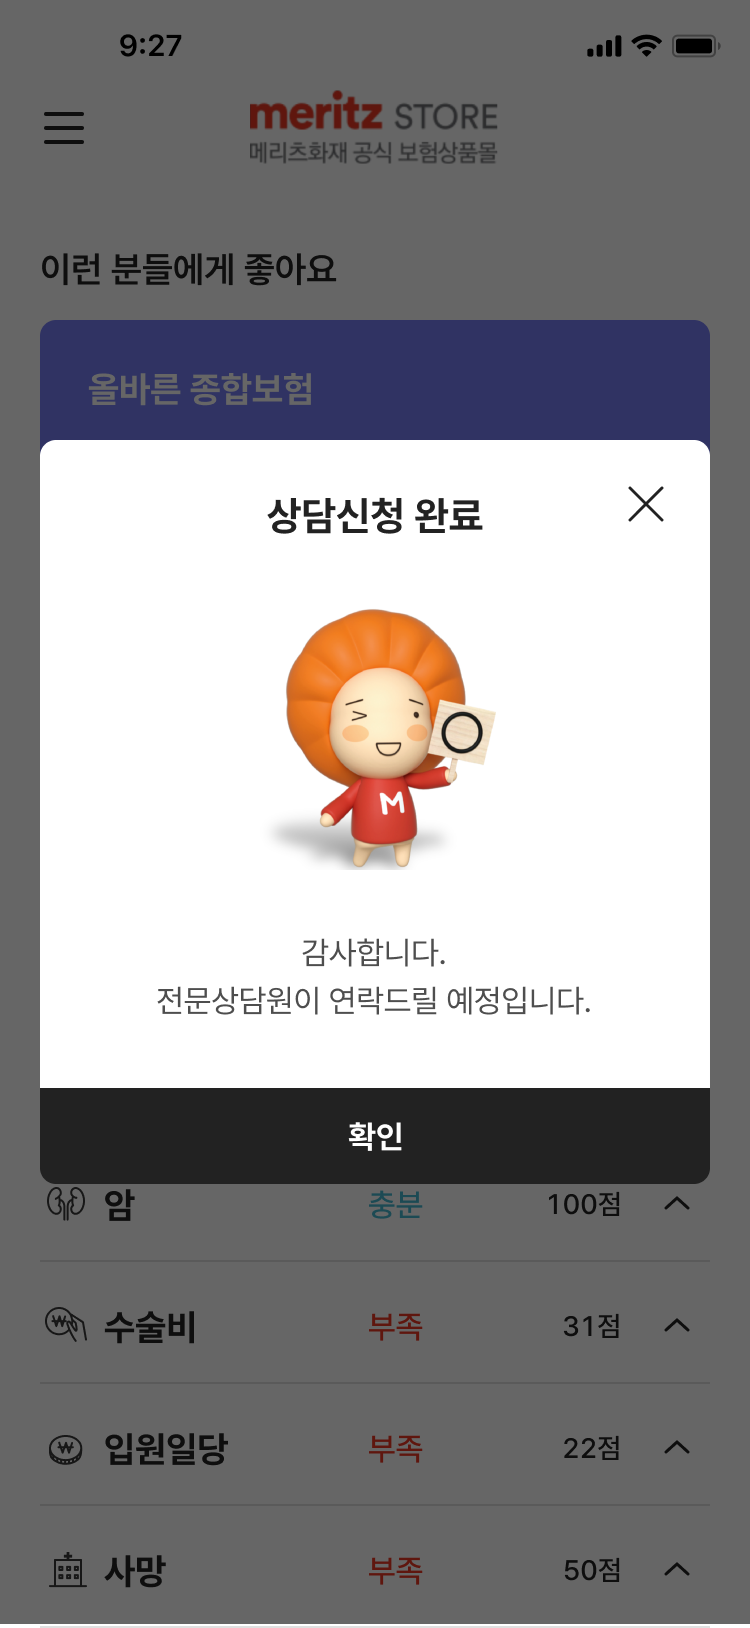 9:27
meritz STORE
메리츠화재 공식 보험상품몰
이런 분들에게 좋아요
올바른 종합보험
상담신청 완료
M
감사합니다.
전문상담원이 연락드릴 예정입니다.
확인
암 충분 100점
수술비 부족 31점
입원일당 부족 22점
사망 부족 50점